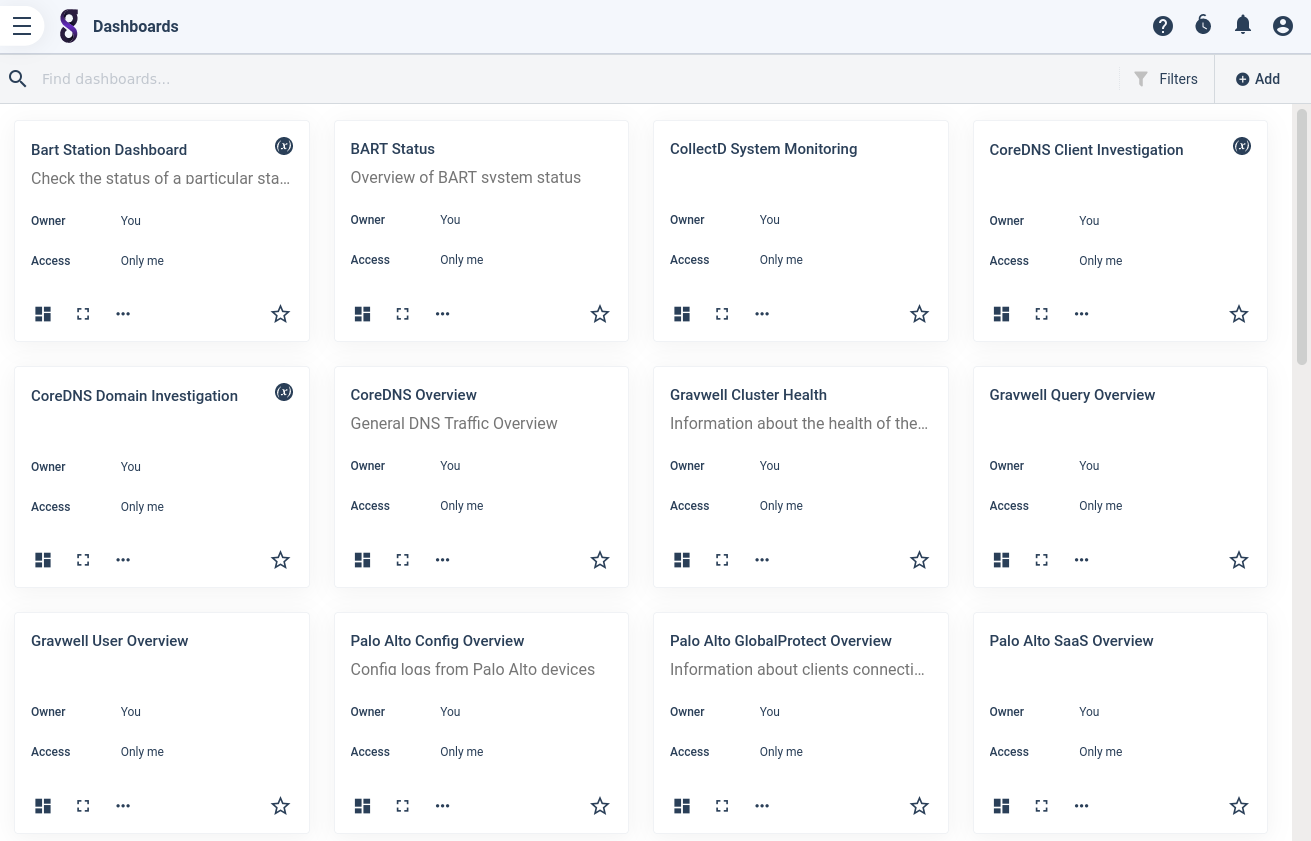 Dashboards
Find dashboards...
Filters
Add
Bart Station Dashboard
(x)
Check the status of a particular sta...
Owner You
Access Only me
BART Status
Overview of BART system status
Owner You
Access Only me
CollectD System Monitoring
Owner You
Access Only me
CoreDNS Client Investigation
(x)
Owner You
Access Only me
CoreDNS Domain Investigation
(x)
Owner You
Access Only me
CoreDNS Overview
General DNS Traffic Overview
Owner You
Access Only me
Gravwell Cluster Health
Information about the health of the...
Owner You
Access Only me
Gravwell Query Overview
Owner You
Access Only me
Gravwell User Overview
Owner You
Access Only me
Palo Alto Config Overview
Config logs from Palo Alto devices
Owner You
Access Only me
Palo Alto GlobalProtect Overview
Information about clients connecti...
Owner You
Access Only me
Palo Alto SaaS Overview
Owner You
Access Only me